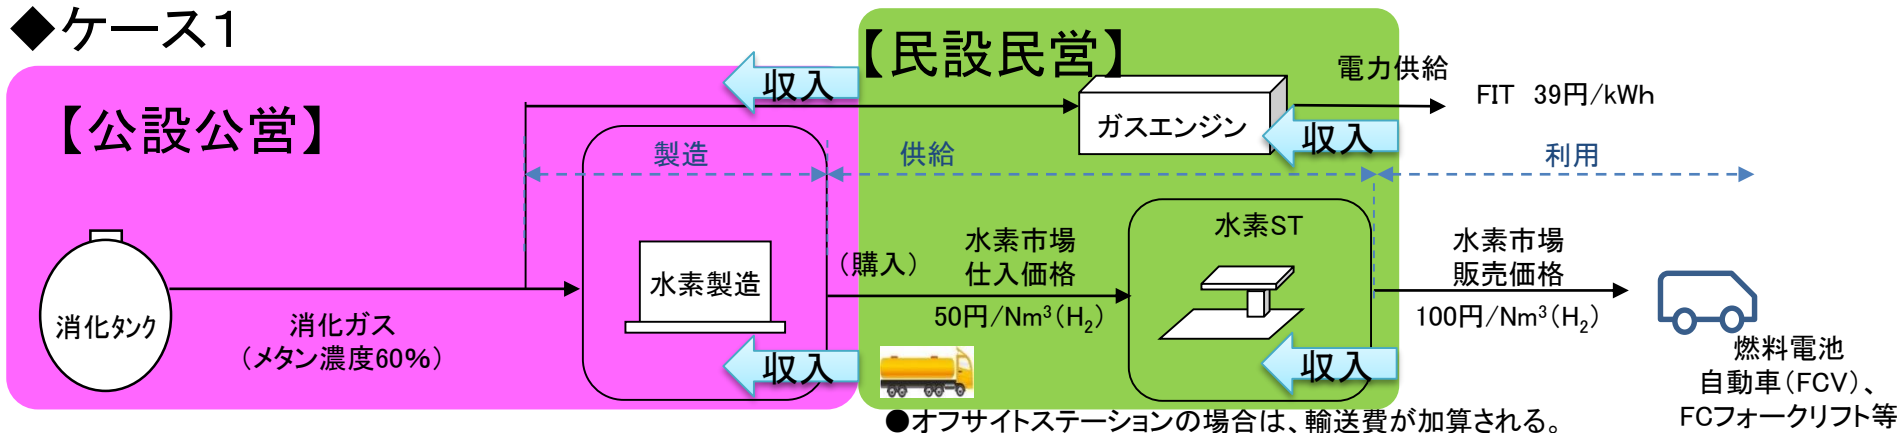 ◆ケース1
【公設公営】
【民設民営】
収入
電力供給
FIT 39円/kWh
ガスエンジン
収入
製造
供給
利用
水素ST
水素市場
仕入価格
50円/Nm³(H₂)
(購入)
水素市場
販売価格
100円/Nm³(H₂)
水素製造
消化タンク
消化ガス
(メタン濃度60%)
収入
収入
燃料電池
自動車(FCV)、
FCフォークリフト等
●オフサイトステーションの場合は、輸送費が加算される。